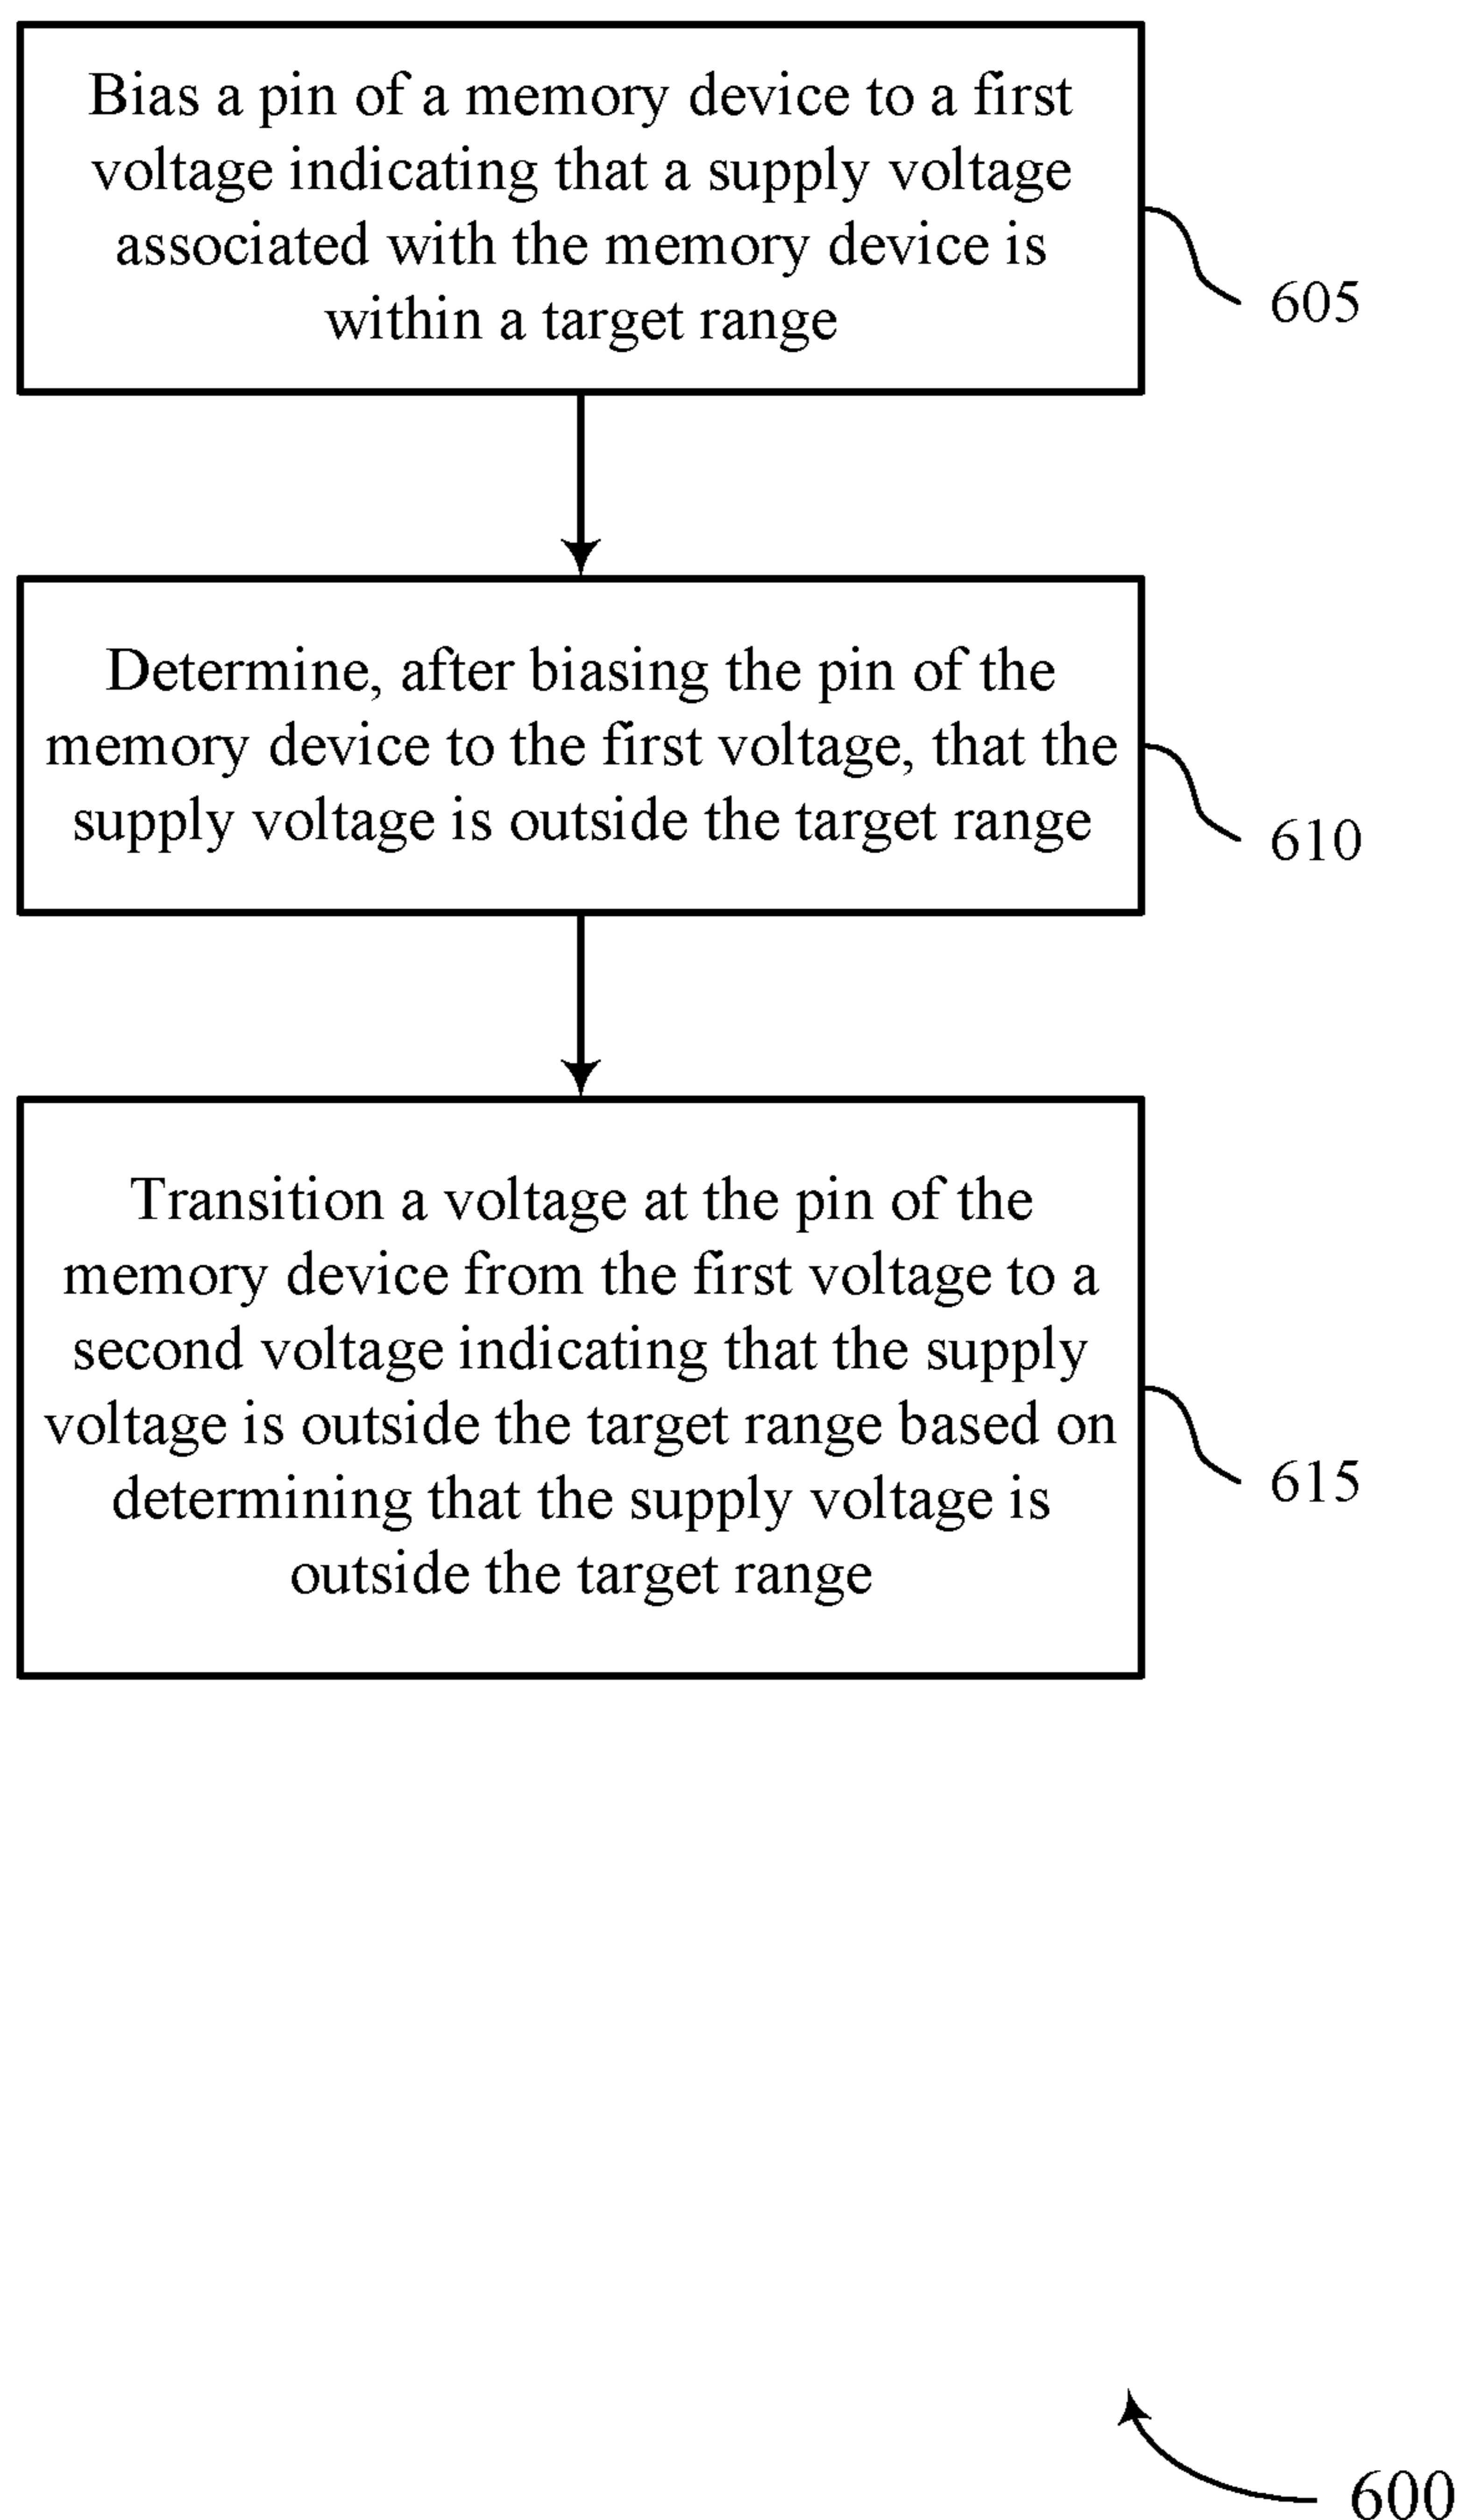 Bias a pin of a memory device to a first
voltage indicating that a supply voltage
associated with the memory device is
within a target range
605
Determine, after biasing the pin of the
memory device to the first voltage, that the
supply voltage is outside the target range
610
Transition a voltage at the pin of the
memory device from the first voltage to a
second voltage indicating that the supply
voltage is outside the target range based on
determining that the supply voltage is
outside the target range
615
600